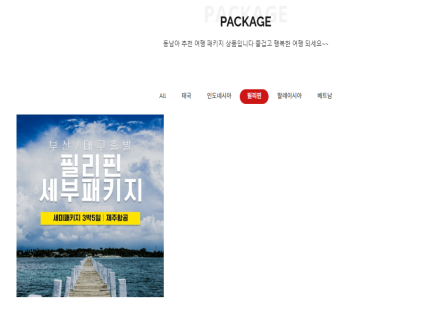 PACKAGE
PACKAGE
동남아 추천 여행 패키지 상품입니다 즐겁고 행복한 여행 되세요~~
All 태국 인도네시아 필리핀 말레이시아 베트남
부산/대구출발
필리핀
세부패키지
세미패키지 3박5일 | 제주항공